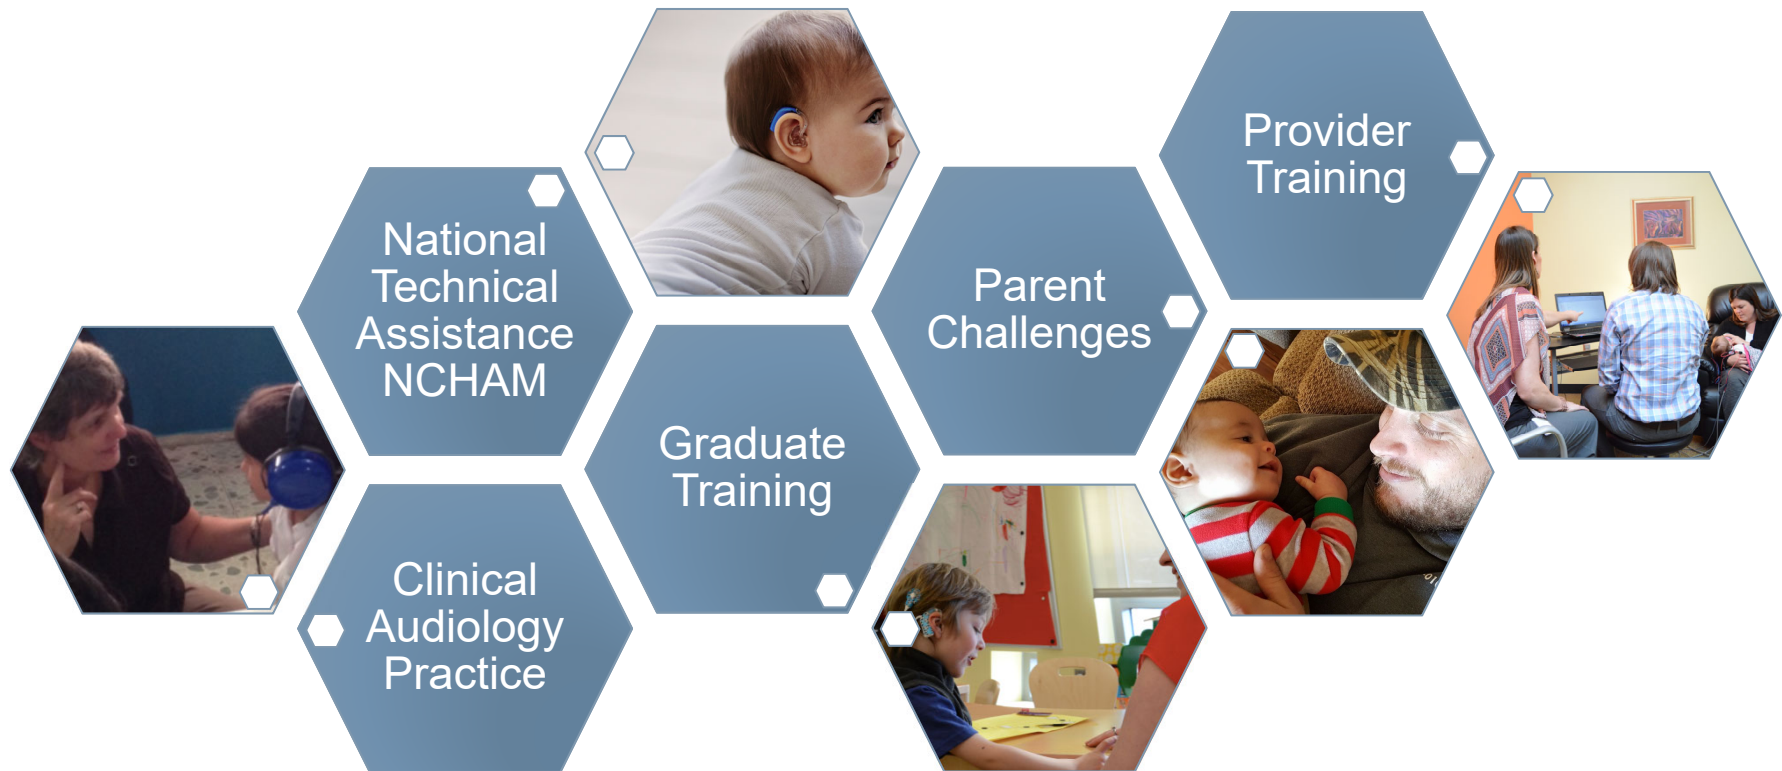 National
Technical
Assistance
NCHAM
Clinical
Audiology
Practice
Graduate
Training
Parent
Challenges
Provider
Training